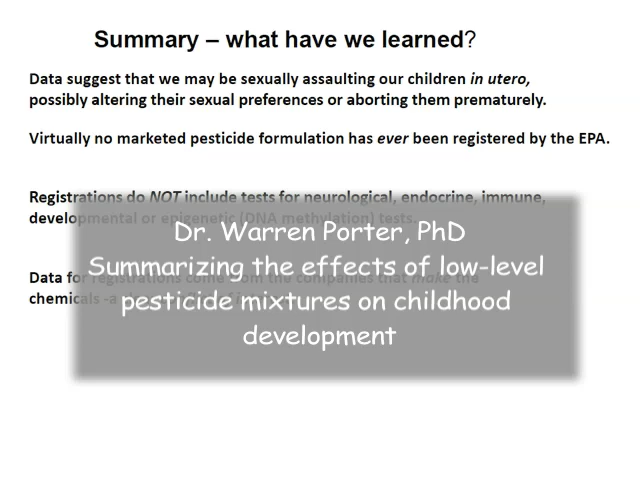 Summary – what have we learned?
Data suggest that we may be sexually assaulting our children in utero,
possibly altering their sexual preferences or aborting them prematurely.
Virtually no marketed pesticide formulation has ever been registered by the EPA.
Registrations do NOT include tests for neurological, endocrine, immune,
developmental or epigenetic (DNA methylation) tests.
Data for registrations come from the companies that make the
chemicals -a
Dr. Warren Porter, PhD
Summarizing the effects of low-level
pesticide mixtures on childhood
development